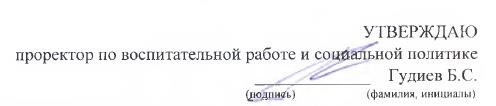 УТВЕРЖДАЮ
проректор по воспитательной работе и социальной политике
Гудиев Б.С.
(подпись) (фамилия, инициалы)